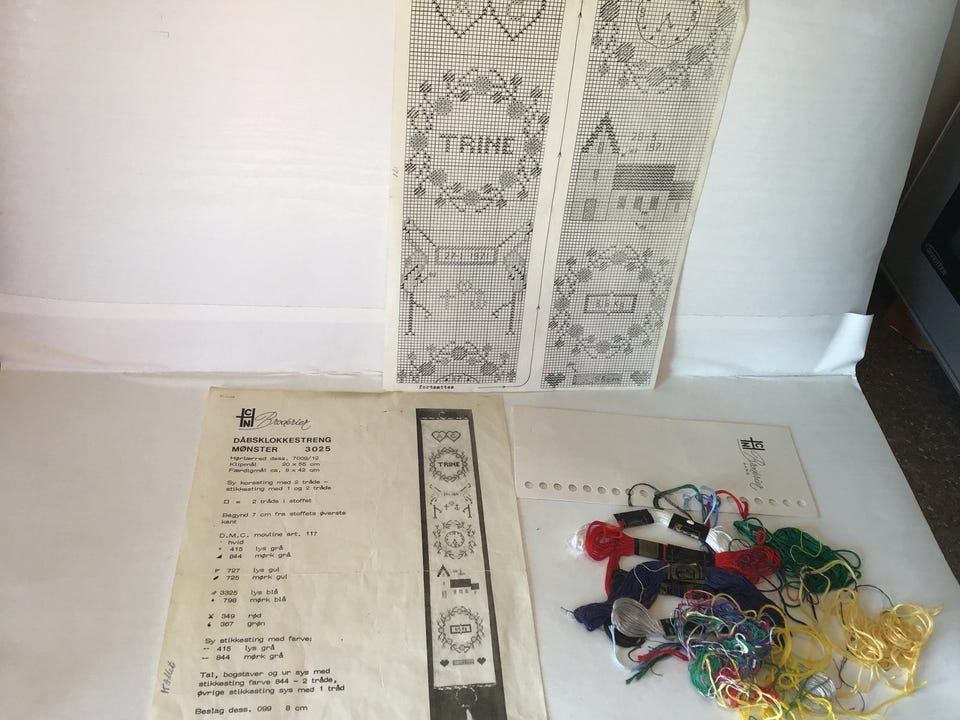 TRINE
fortsættes
HCN Broderier
DÅBSKLOKKESTRENG
MØNSTER 3025
Hørlærred dess. 7009/12
Klipmål 20 x 55 cm
Færdigmål ca. 8 x 42 cm
Sy korssting med 2 tråde -
stikkesting med 1 og 2 tråde
= 2 tråde i stoffet
Begynd 7 cm fra stoffets øverste
kant
D.M.C. mouline art. 117
hvid
415 lys grå
844 mørk grå
727 lys gul
725 mørk gul
3325 lys blå
798 mørk blå
349 rød
367 grøn
Sy stikkesting med farve:
-- 415 lys grå
-- 844 mørk grå
Tal, bogstaver og ur sys med
stikkesting farve 844 - 2 tråde,
øvrige stikkesting sys med 1 tråd
Beslag dess. 099 8 cm
TRINE
HCN Broderier